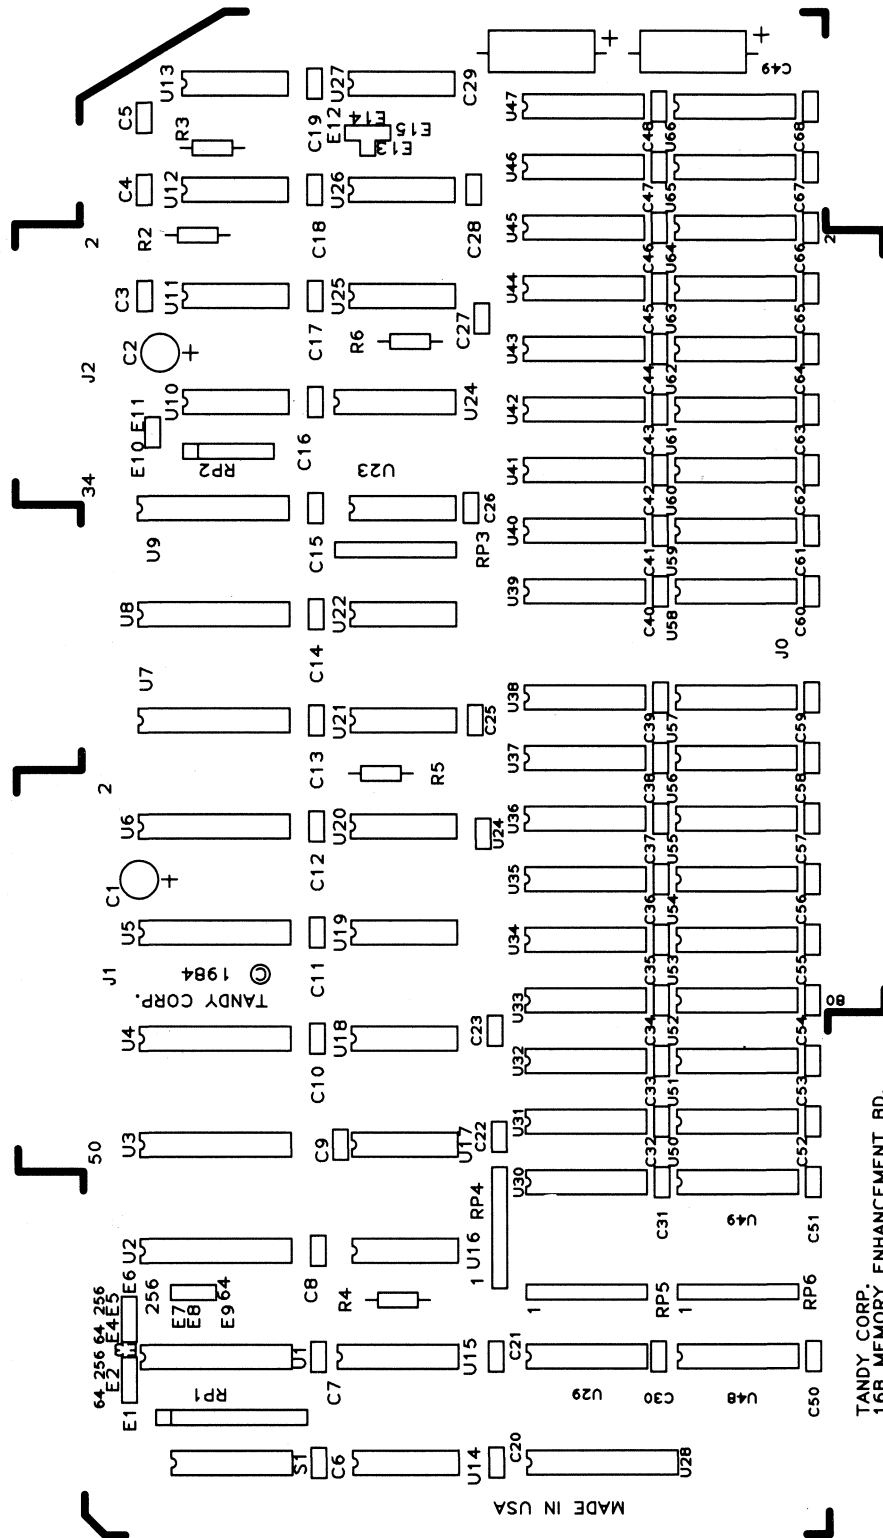 C5
U13
U27
C29
R3
C19
E12
E14
E15
E13
C4
U12
U26
C28
C18
2
R2
C3
U11
U25
C27
C17
R6
J2
C2
U10
U24
C16
E10
E11
RP2
U23
34
C26
U9
C15
RP3
U8
U22
C14
U7
U21
C25
C13
R5
2
U6
U20
U24
C12
C1
U5
U19
C11
J1
TANDY CORP.
© 1984
U4
U18
C23
C10
50
U3
C9
U17
C22
RP4
1
U2
C8
U16
R4
E6
256
E7
E8
E9
64
64 256
E4 E5
64 256
E2
E1
U1
C7
U15
C21
RP1
S1
C6
U14
C20
U28
MADE IN USA
C49
U47
C48
U66
C68
U46
C47
U65
C67
U45
C46
U64
C66
2
U44
C45
U63
C65
U43
C44
U62
C64
U42
C43
U61
C63
U41
C42
U60
C62
U40
C41
U59
C61
U39
C40
U58
C60
J0
U38
C39
U57
C59
U37
C38
U56
C58
U36
C37
U55
C57
U35
C36
U54
C56
U34
C35
U53
C55
U33
C34
U52
C54
80
U32
C33
U51
C53
U31
C32
U50
C52
U30
C31
U49
C51
1
RP5
1
RP6
U29
C30
U48
C50
TANDY CORP.
16B MEMORY ENHANCEMENT BD.